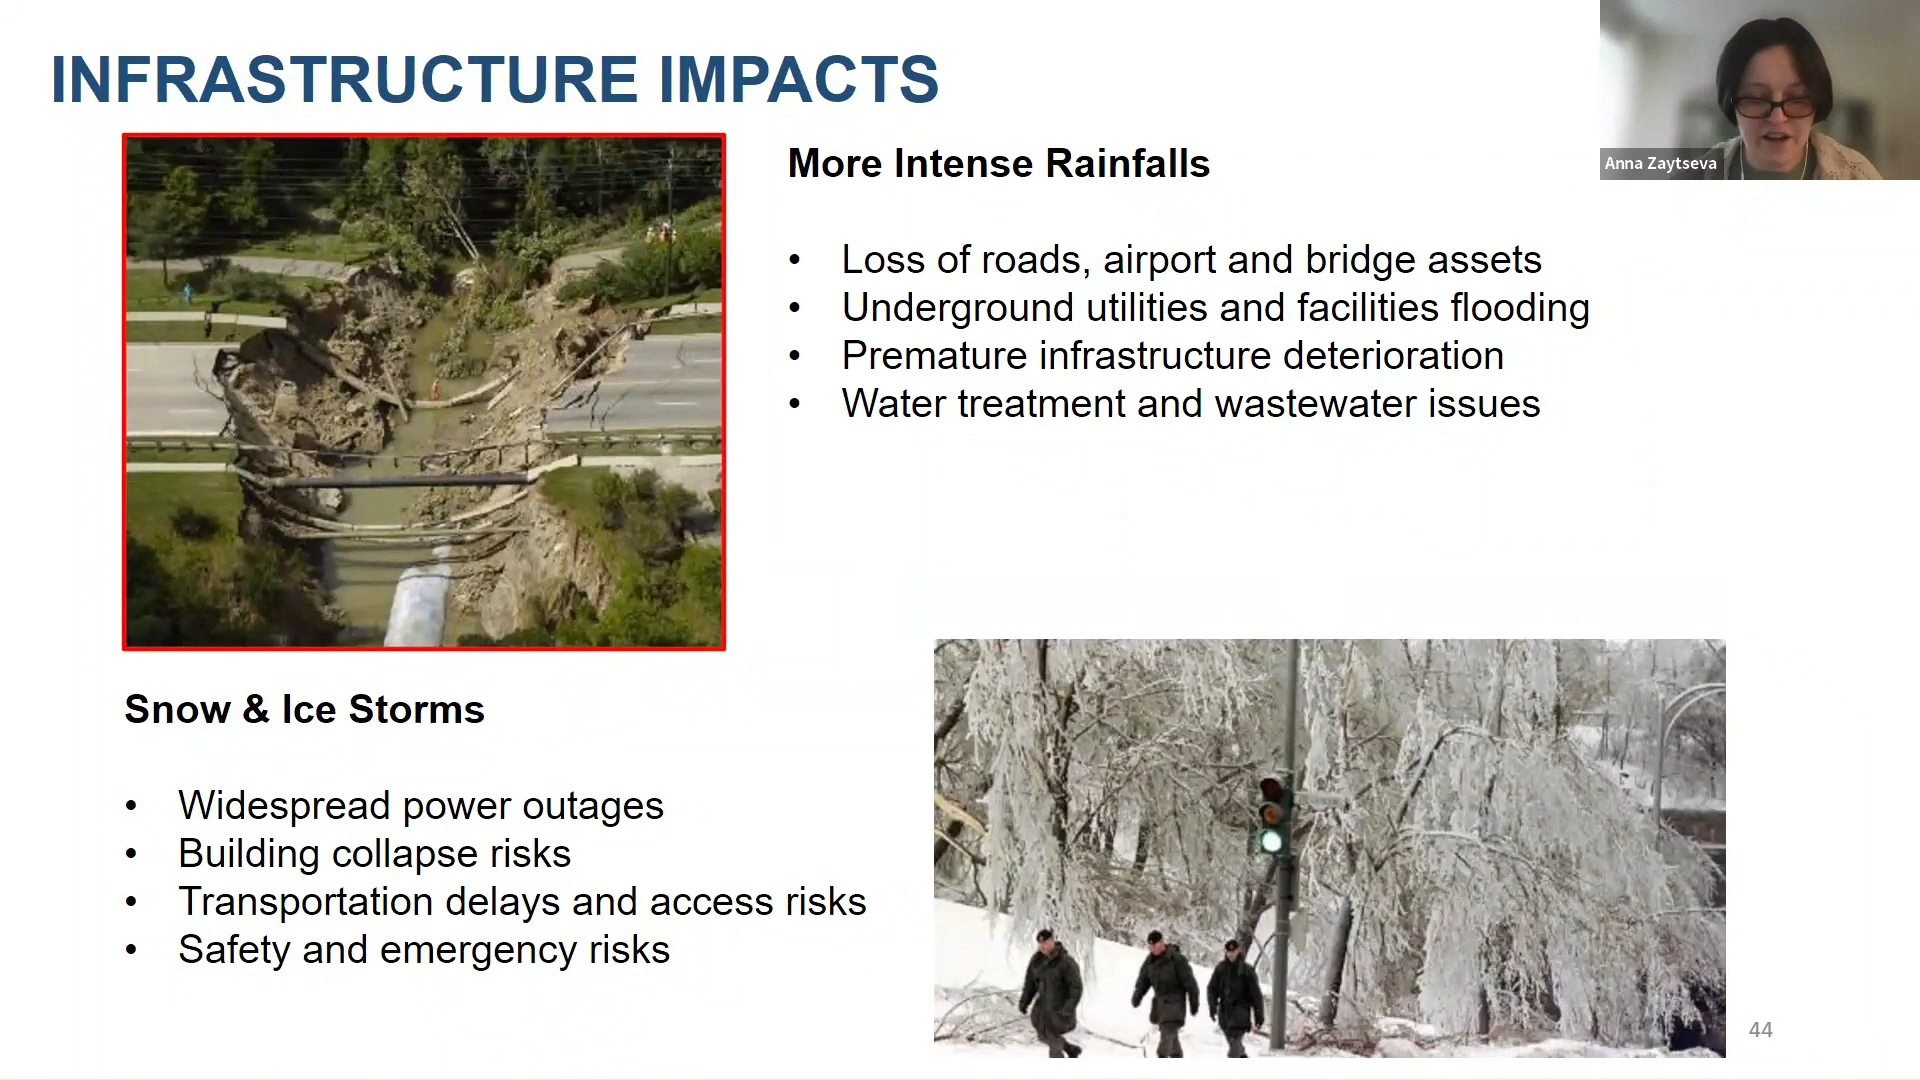 INFRASTRUCTURE IMPACTS
Anna Zaytseva
More Intense Rainfalls
• Loss of roads, airport and bridge assets
• Underground utilities and facilities flooding
• Premature infrastructure deterioration
• Water treatment and wastewater issues
Snow & Ice Storms
• Widespread power outages
• Building collapse risks
• Transportation delays and access risks
• Safety and emergency risks
44